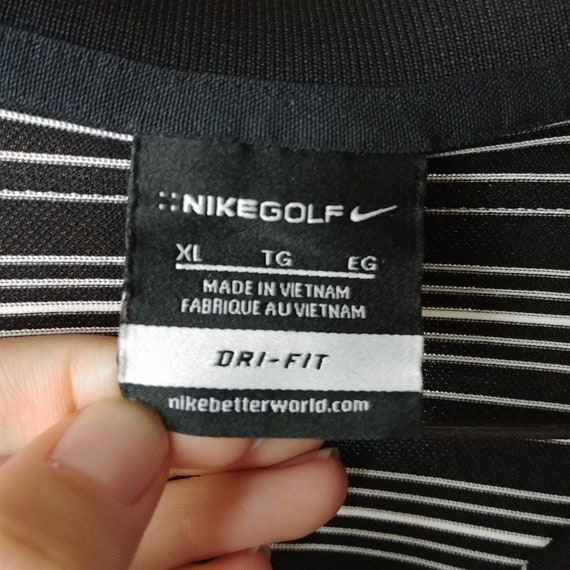 NIKEGOLF
XL TG EG
MADE IN VIETNAM
FABRIQUE AU VIETNAM
DRI-FIT
nikebetterworld.com